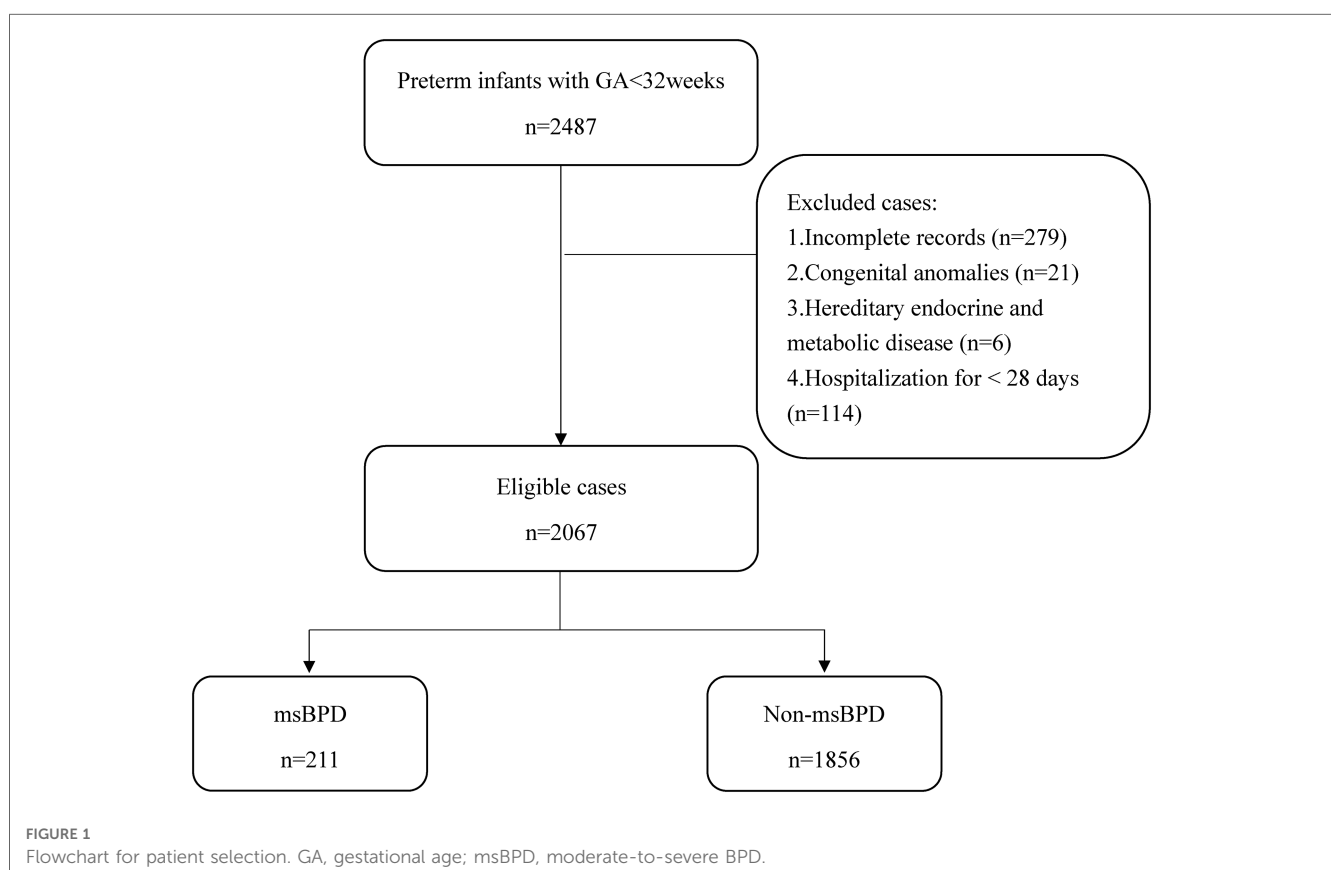 Preterm infants with GA<32weeks
n=2487
Excluded cases:
1.Incomplete records (n=279)
2.Congenital anomalies (n=21)
3.Hereditary endocrine and
metabolic disease (n=6)
4.Hospitalization for < 28 days
(n=114)
Eligible cases
n=2067
msBPD
n=211
Non-msBPD
n=1856
FIGURE 1
Flowchart for patient selection. GA, gestational age; msBPD, moderate-to-severe BPD.